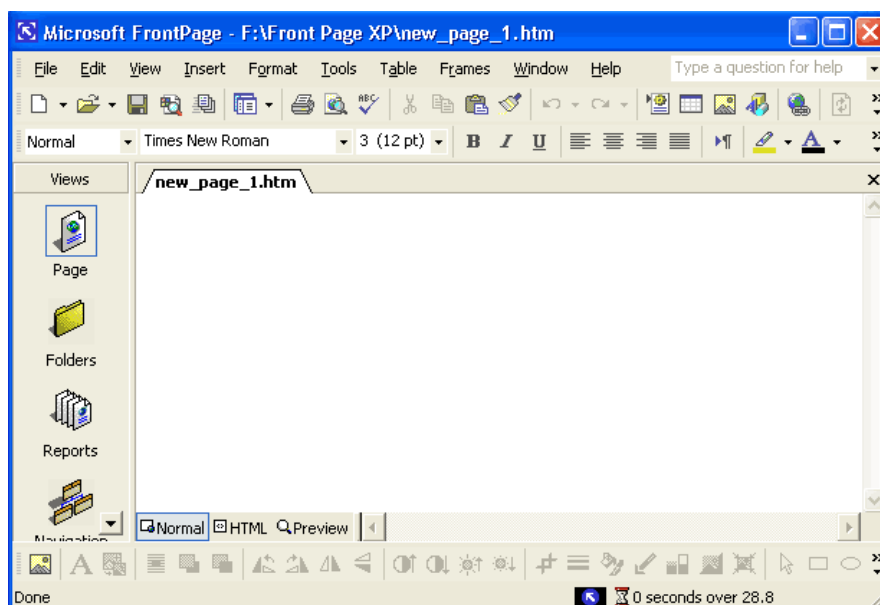 Microsoft FrontPage - F:\Front Page XP\new_page_1.htm
File Edit View Insert Format Tools Table Frames Window Help Type a question for help
ABC
Normal Times New Roman 3 (12 pt) B I U A
Views new_page_1.htm
Page
Folders
Reports
Navigation
Normal HTML Preview
A
Done 0 seconds over 28.8